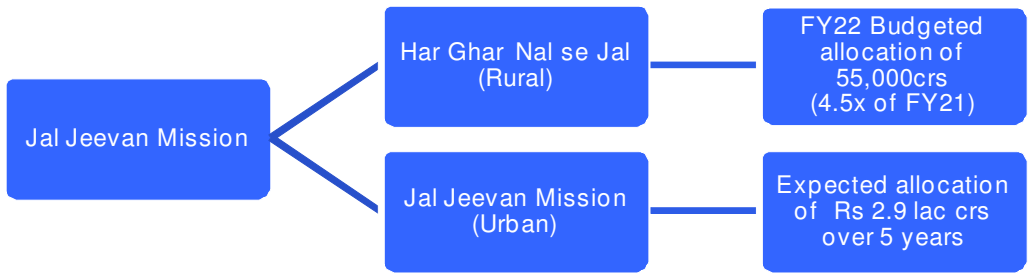 Jal Jeevan Mission
Har Ghar Nal se Jal
(Rural)
FY22 Budgeted
allocation of
55,000crs
(4.5x of FY21)
Jal Jeevan Mission
(Urban)
Expected allocation
of Rs 2.9 lac crs
over 5 years